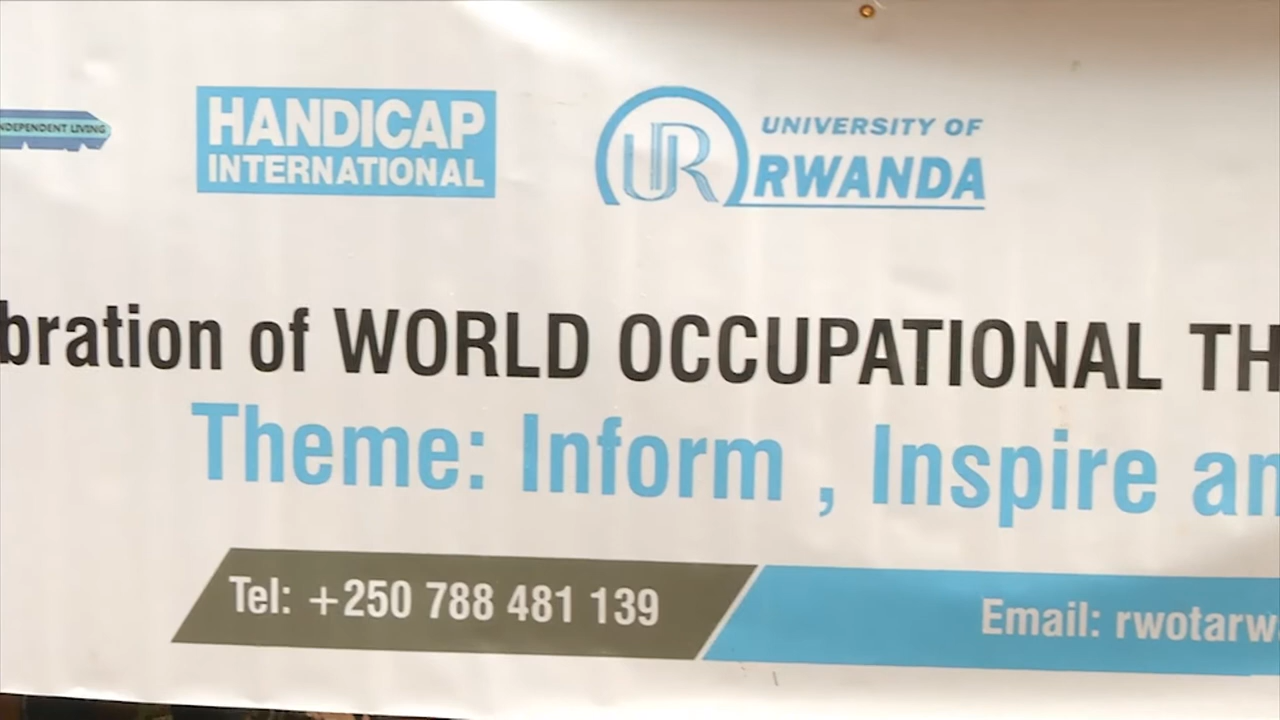 INDEPENDENT LIVING
HANDICAP
INTERNATIONAL
UR
UNIVERSITY OF
RWANDA
bration of WORLD OCCUPATIONAL TH
Theme: Inform , Inspire an
Tel: +250 788 481 139
Email: rwotarw